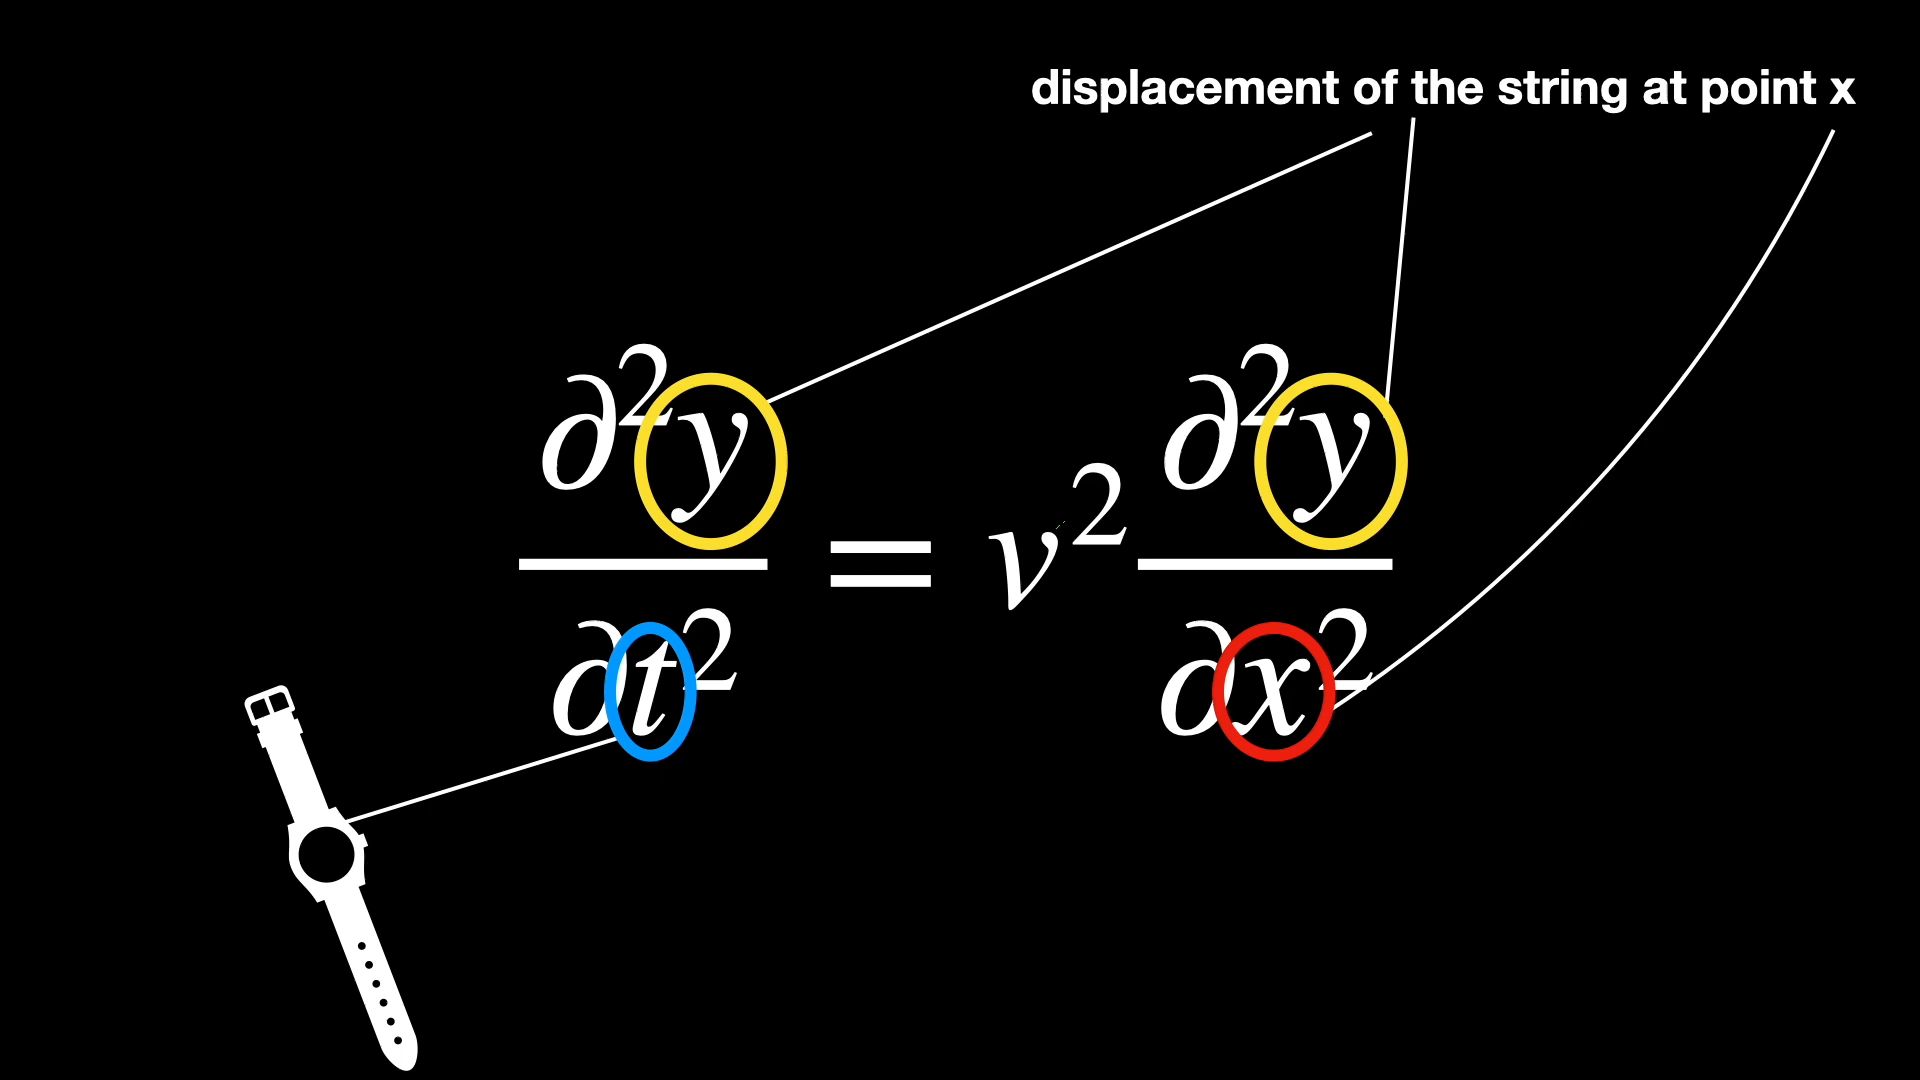 displacement of the string at point x
∂²y / ∂t² = v² ∂²y / ∂x²